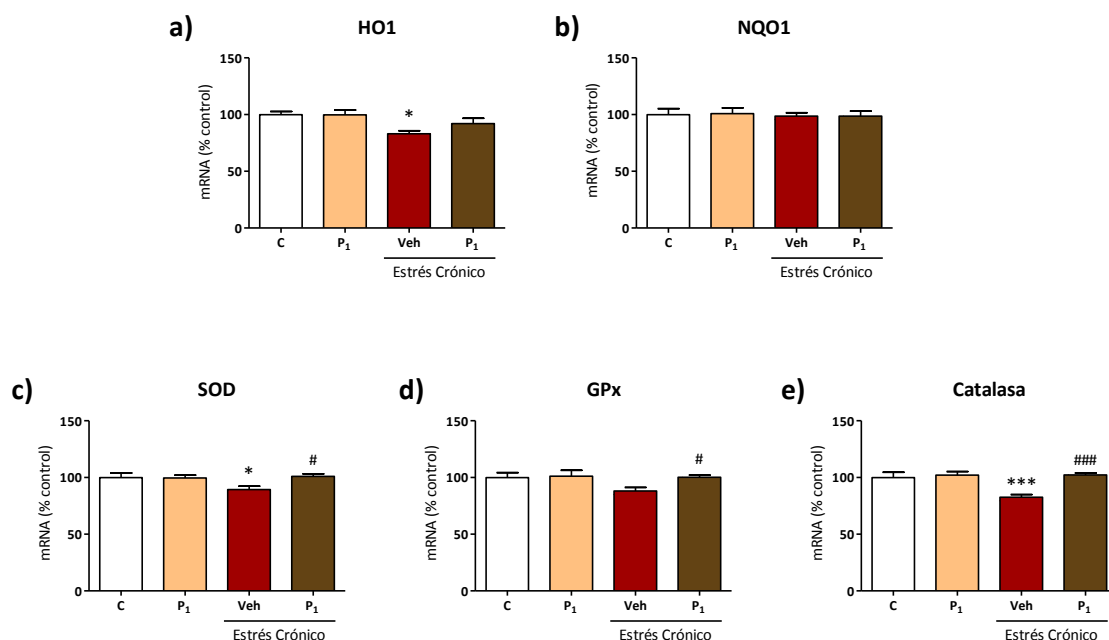 a) HO1
mRNA (% control)
150
100
50
0
*
C P₁ Veh P₁
Estrés Crónico
b) NQO1
mRNA (% control)
150
100
50
0
C P₁ Veh P₁
Estrés Crónico
c) SOD
mRNA (% control)
150
100
50
0
* #
C P₁ Veh P₁
Estrés Crónico
d) GPx
mRNA (% control)
150
100
50
0
#
C P₁ Veh P₁
Estrés Crónico
e) Catalasa
mRNA (% control)
150
100
50
0
*** ###
C P₁ Veh P₁
Estrés Crónico